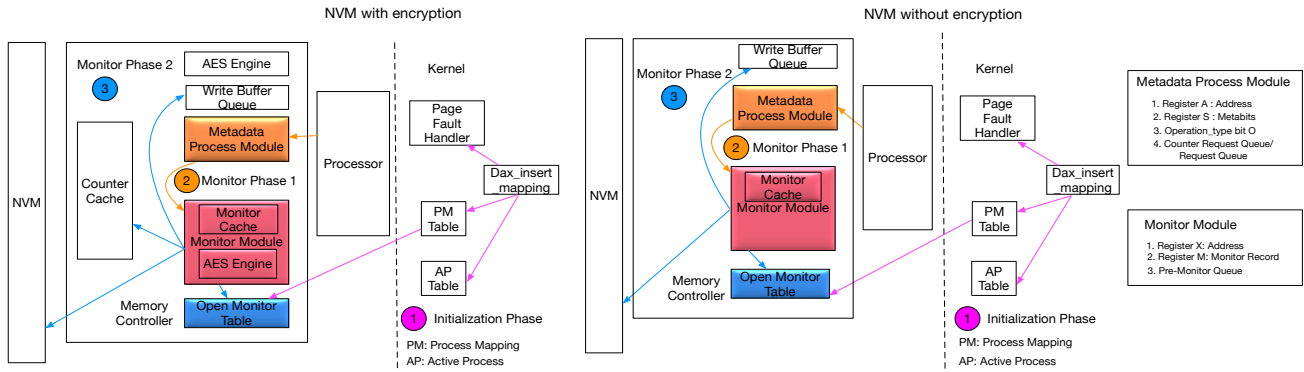 NVM with encryption
NVM
Monitor Phase 2
3
AES Engine
Write Buffer
Queue
Metadata
Process Module
2
Monitor Phase 1
Counter
Cache
Monitor
Cache
Monitor Module
AES Engine
Memory
Controller
Open Monitor
Table
Processor
Kernel
Page
Fault
Handler
Dax_insert
_mapping
PM
Table
AP
Table
1
Initialization Phase
PM: Process Mapping
AP: Active Process
NVM without encryption
NVM
Write Buffer
Queue
Monitor Phase 2
3
Metadata
Process Module
2
Monitor Phase 1
Monitor
Cache
Monitor Module
Memory
Controller
Open Monitor
Table
Processor
Kernel
Page
Fault
Handler
Dax_insert
_mapping
PM
Table
AP
Table
1
Initialization Phase
PM: Process Mapping
AP: Active Process
Metadata Process Module
1. Register A : Address
2. Register S : Metabits
3. Operation_type bit O
4. Counter Request Queue/
Request Queue
Monitor Module
1. Register X: Address
2. Register M: Monitor Record
3. Pre-Monitor Queue